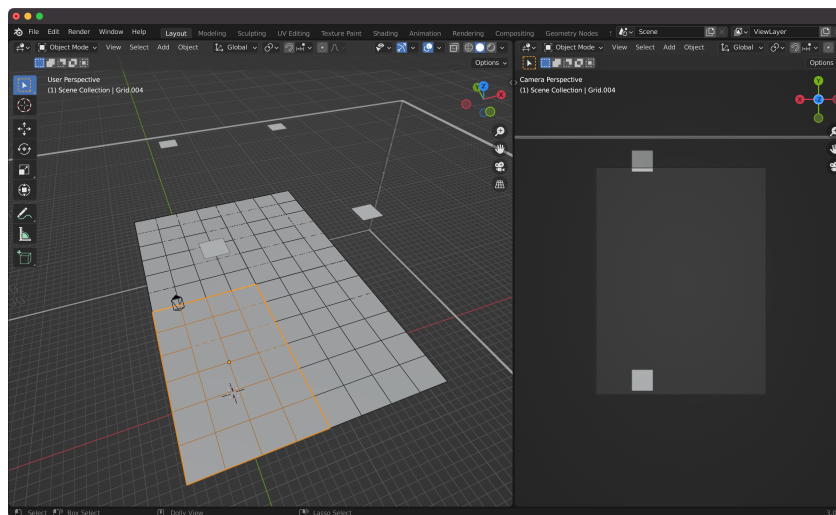 File Edit Render Window Help Layout Modeling Sculpting UV Editing Texture Paint Shading Animation Rendering Compositing Geometry Nodes Scene ViewLayer
Object Mode View Select Add Object Global
Object Mode View Select Add Object Global
Options
Options
User Perspective
(1) Scene Collection | Grid.004
Camera Perspective
(1) Scene Collection | Grid.004
Z
X
Y
Z
X
Select Box Select Dolly View Lasso Select